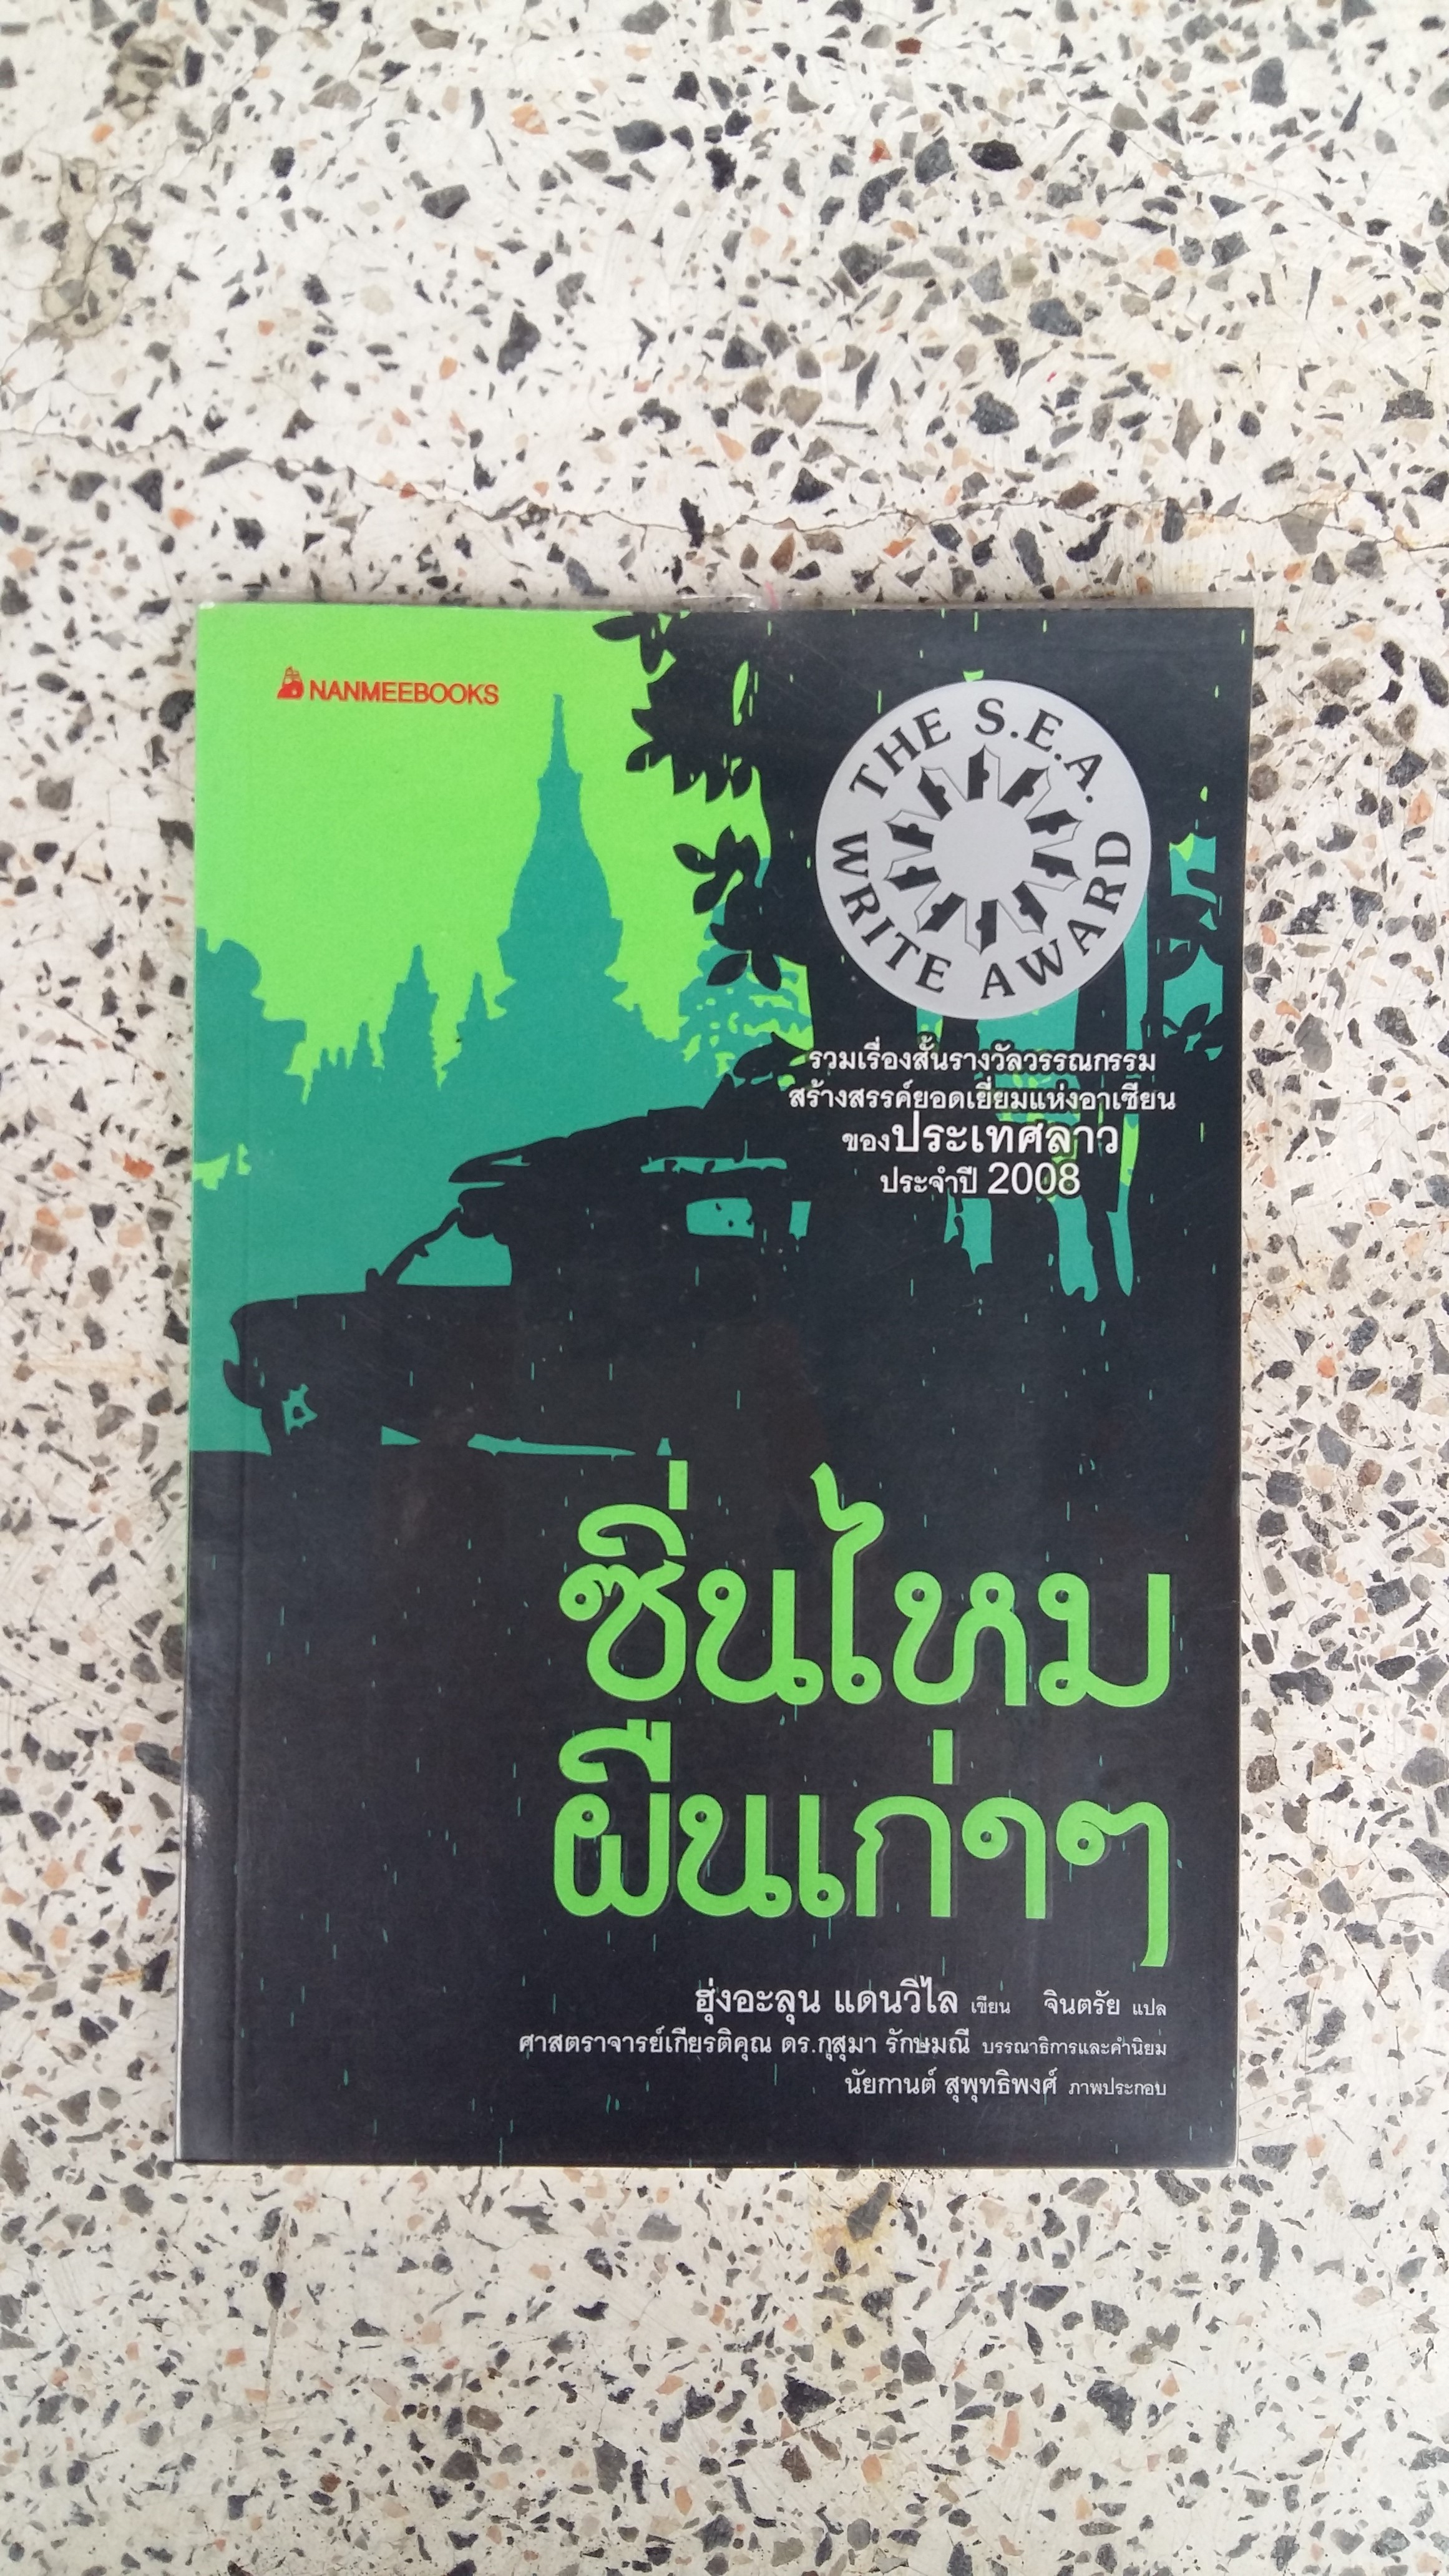 NANMEEBOOKS
THE S.E.A.
WRITE AWARD
รวมเรื่องสั้นรางวัลวรรณกรรม
สร้างสรรค์ยอดเยี่ยมแห่งอาเซียน
ของประเทศลาว
ประจำปี 2008
ซิ่นไหม
ผืนเก่าๆ
ฮุ่งอะลุน แดนวิไล เขียน จินตรัย แปล
ศาสตราจารย์เกียรติคุณ ดร.กุสุมา รักษมณี บรรณาธิการและคำนิยม
นัยกานต์ สุพุทธิพงศ์ ภาพประกอบ